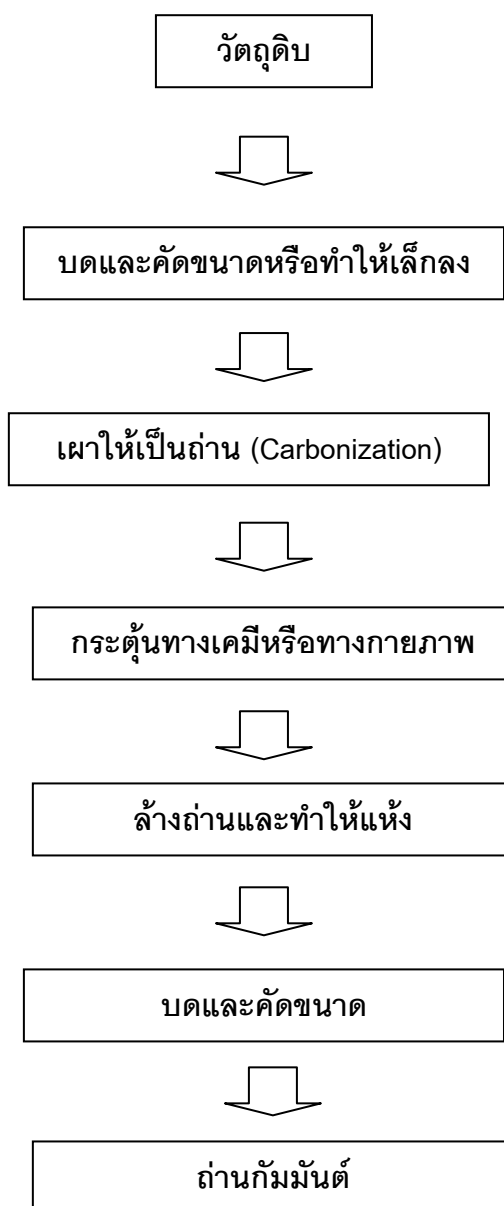 วัตถุดิบ
บดและคัดขนาดหรือทำให้เล็กลง
เผาให้เป็นถ่าน (Carbonization)
กระตุ้นทางเคมีหรือทางกายภาพ
ล้างถ่านและทำให้แห้ง
บดและคัดขนาด
ถ่านกัมมันต์